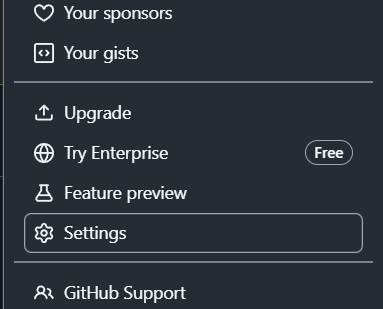 Your sponsors
Your gists
Upgrade
Try Enterprise Free
Feature preview
Settings
GitHub Support